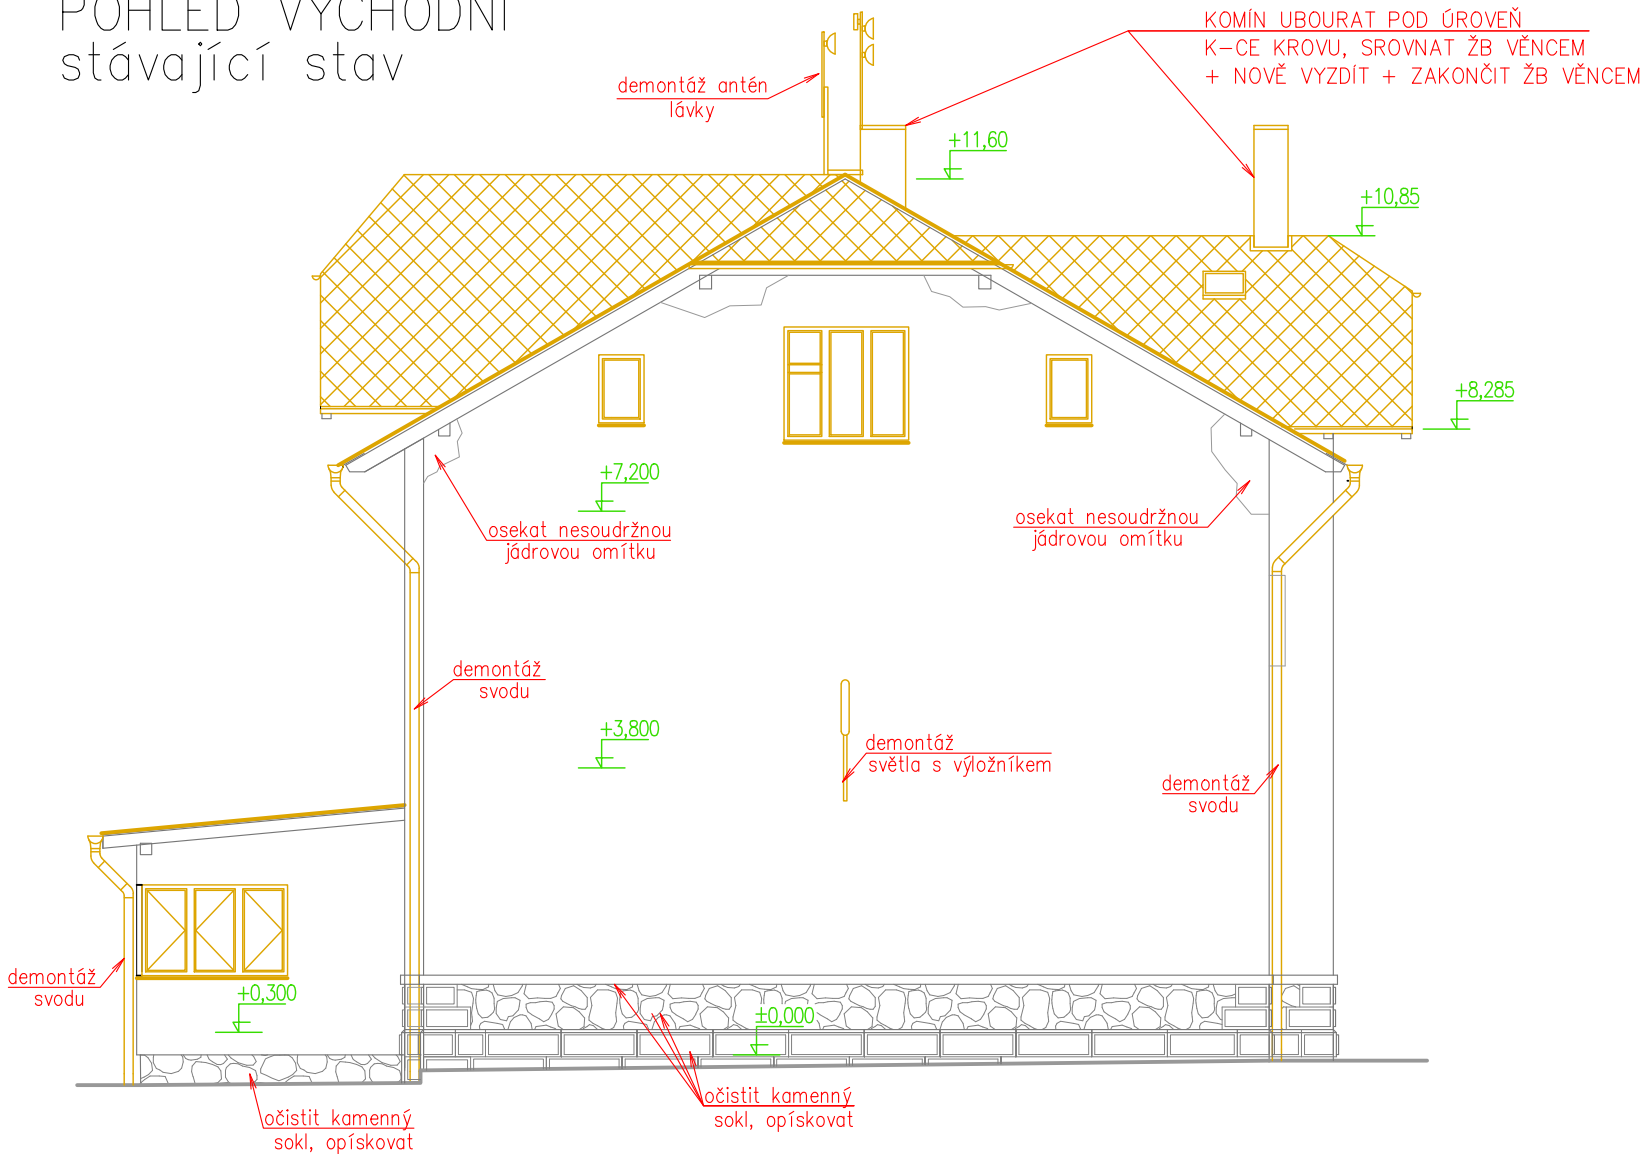 POHLED VÝCHODNÍ
stávající stav
KOMÍN UBOURAT POD ÚROVEŇ
K-CE KROVU, SROVNAT ŽB VĚNCEM
+ NOVĚ VYZDÍT + ZAKONČIT ŽB VĚNCEM
demontáž antén
lávky
+11,60
+10,85
+8,285
+7,200
osekat nesoudržnou
jádrovou omítku
osekat nesoudržnou
jádrovou omítku
demontáž
svodu
+3,800
demontáž
světla s výložníkem
demontáž
svodu
demontáž
svodu
+0,300
±0,000
očistit kamenný
sokl, opískovat
očistit kamenný
sokl, opískovat